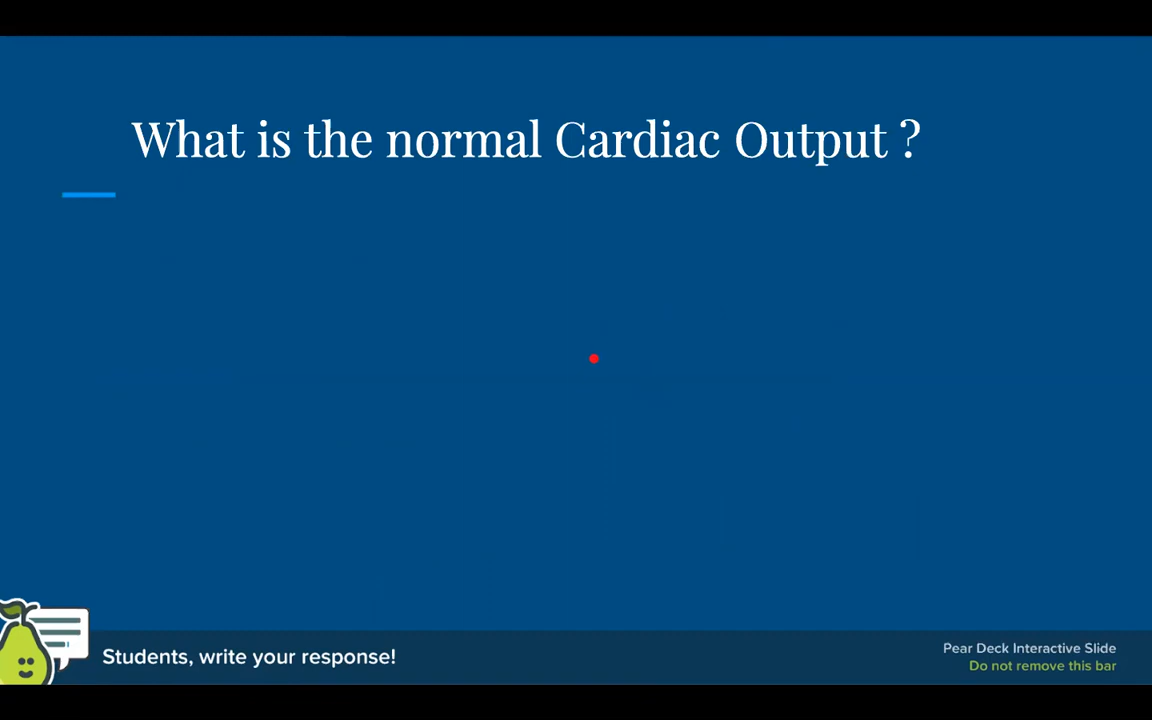 What is the normal Cardiac Output ?
Students, write your response!
Pear Deck Interactive Slide
Do not remove this bar